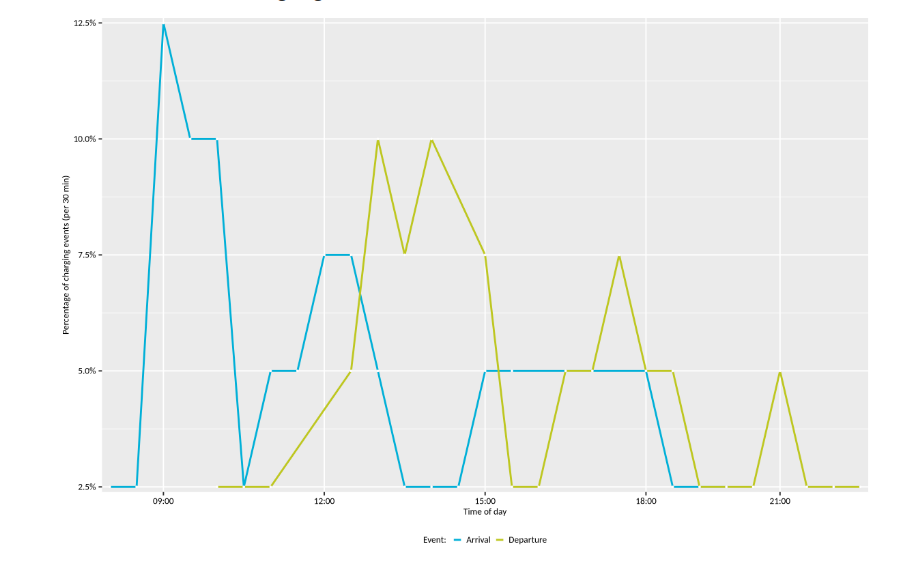 12.5%
10.0%
7.5%
5.0%
2.5%
Percentage of charging events (per 30 min)
09:00 12:00 15:00 18:00 21:00
Time of day
Event: Arrival Departure